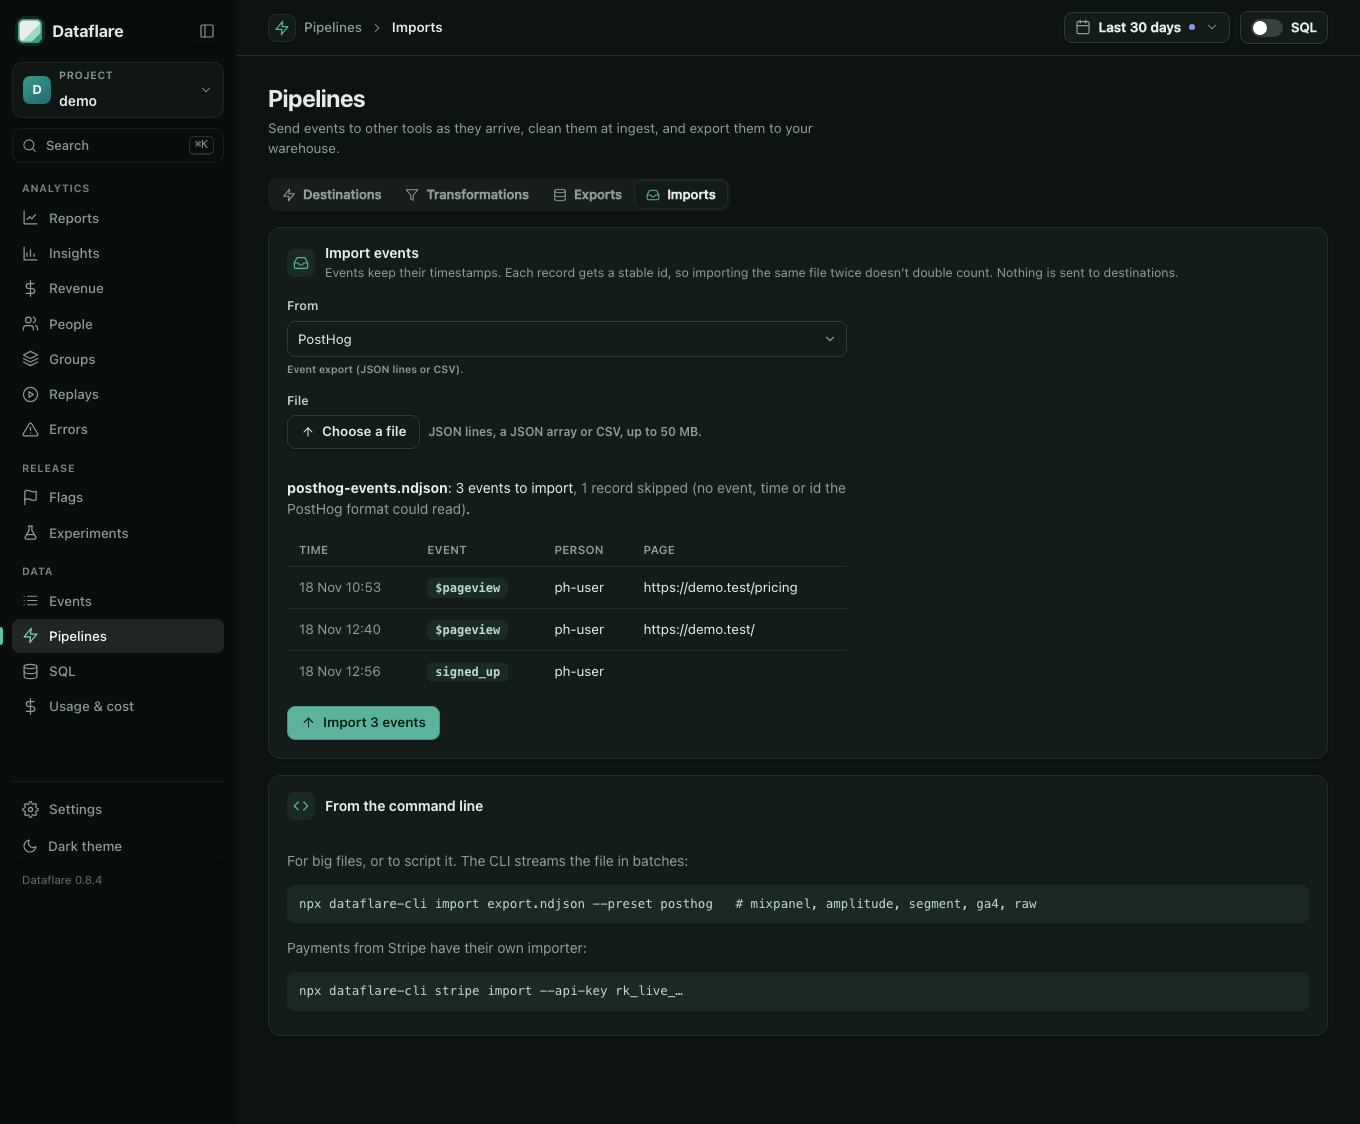 Dataflare
PROJECT
D
demo
Search
⌘K
ANALYTICS
Reports
Insights
Revenue
People
Groups
Replays
Errors
RELEASE
Flags
Experiments
DATA
Events
Pipelines
SQL
Usage & cost
Settings
Dark theme
Dataflare 0.8.4
Pipelines > Imports
Last 30 days
SQL
Pipelines
Send events to other tools as they arrive, clean them at ingest, and export them to your
warehouse.
Destinations Transformations Exports Imports
Import events
Events keep their timestamps. Each record gets a stable id, so importing the same file twice doesn't double count. Nothing is sent to destinations.
From
PostHog
Event export (JSON lines or CSV).
File
Choose a file JSON lines, a JSON array or CSV, up to 50 MB.
posthog-events.ndjson: 3 events to import, 1 record skipped (no event, time or id the
PostHog format could read).
TIME EVENT PERSON PAGE
18 Nov 10:53 $pageview ph-user https://demo.test/pricing
18 Nov 12:40 $pageview ph-user https://demo.test/
18 Nov 12:56 signed_up ph-user
Import 3 events
From the command line
For big files, or to script it. The CLI streams the file in batches:
npx dataflare-cli import export.ndjson --preset posthog # mixpanel, amplitude, segment, ga4, raw
Payments from Stripe have their own importer:
npx dataflare-cli stripe import --api-key rk_live_…